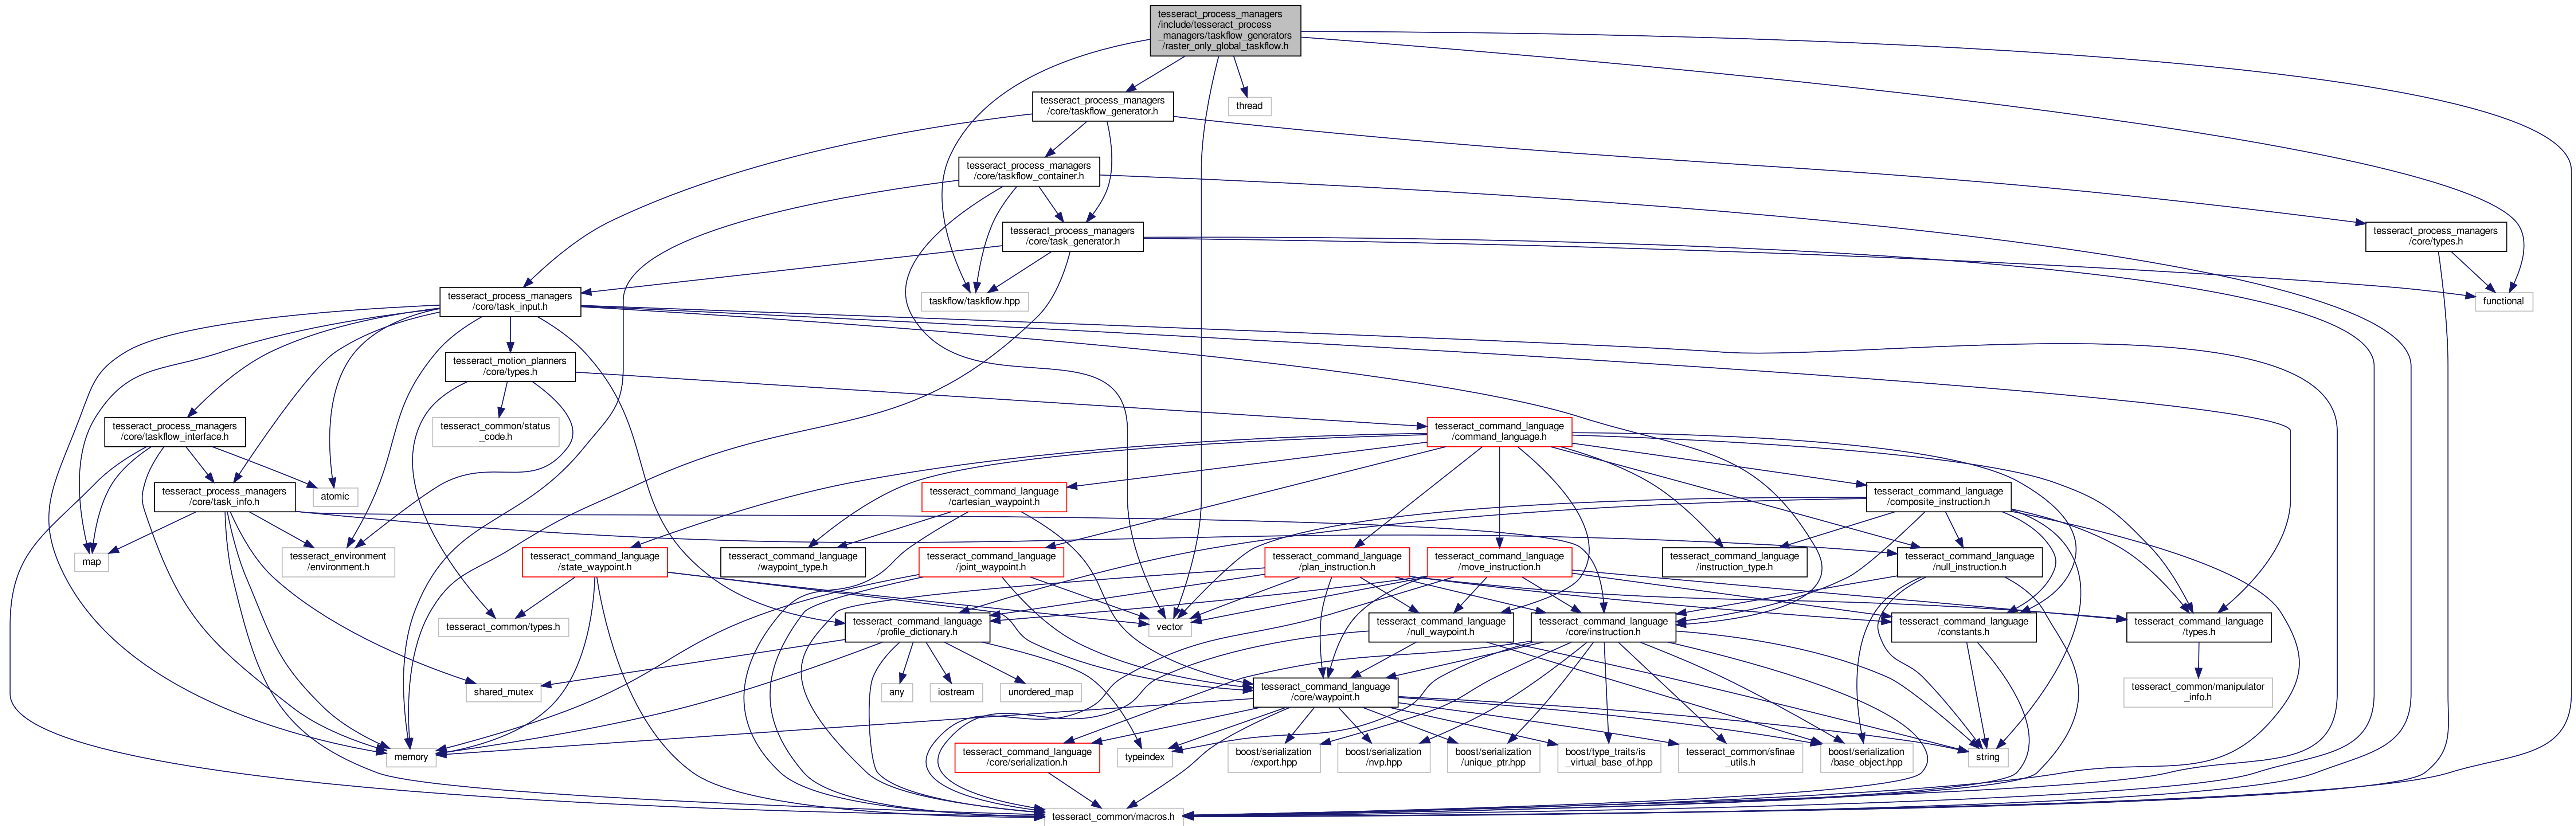 tesseract_process_managers
/include/tesseract_process
_managers/taskflow_generators
/raster_only_global_taskflow.h
tesseract_process_managers
/core/taskflow_generator.h
thread
tesseract_process_managers
/core/taskflow_container.h
tesseract_process_managers
/core/task_generator.h
tesseract_process_managers
/core/types.h
tesseract_process_managers
/core/task_input.h
taskflow/taskflow.hpp
functional
tesseract_motion_planners
/core/types.h
tesseract_process_managers
/core/taskflow_interface.h
tesseract_common/status
_code.h
tesseract_command_language
/command_language.h
tesseract_process_managers
/core/task_info.h
atomic
tesseract_command_language
/cartesian_waypoint.h
tesseract_command_language
/composite_instruction.h
map
tesseract_environment
/environment.h
tesseract_command_language
/state_waypoint.h
tesseract_command_language
/waypoint_type.h
tesseract_command_language
/joint_waypoint.h
tesseract_command_language
/plan_instruction.h
tesseract_command_language
/move_instruction.h
tesseract_command_language
/instruction_type.h
tesseract_command_language
/null_instruction.h
tesseract_common/types.h
tesseract_command_language
/profile_dictionary.h
vector
tesseract_command_language
/null_waypoint.h
tesseract_command_language
/core/instruction.h
tesseract_command_language
/constants.h
tesseract_command_language
/types.h
shared_mutex
any
iostream
unordered_map
tesseract_command_language
/core/waypoint.h
tesseract_common/manipulator
_info.h
memory
tesseract_command_language
/core/serialization.h
typeindex
boost/serialization
/export.hpp
boost/serialization
/nvp.hpp
boost/serialization
/unique_ptr.hpp
boost/type_traits/is
_virtual_base_of.hpp
tesseract_common/sfinae
_utils.h
boost/serialization
/base_object.hpp
string
tesseract_common/macros.h